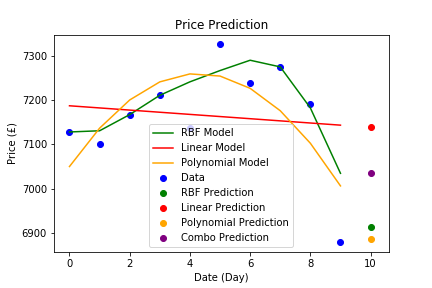 Price Prediction
Price (£)
7300
7200
7100
7000
6900
RBF Model
Linear Model
Polynomial Model
Data
RBF Prediction
Linear Prediction
Polynomial Prediction
Combo Prediction
0 2 4 6 8 10
Date (Day)